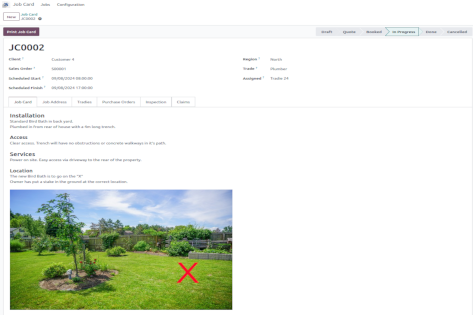 Job Card Jobs Configuration
New Job Card
JC0002
Print Job Card Draft Quote Booked In Progress Done Cancelled
JC0002
Client ? Customer 4 Region ? North
Sales Order ? S00001 Trade ? Plumber
Scheduled Start ? 09/08/2024 08:00:00 Assigned ? Tradie 24
Scheduled Finish ? 09/08/2024 17:00:00
Job Card Job Address Tradies Purchase Orders Inspection Claims
Installation
Standard Bird Bath in back yard.
Plumbed in from rear of house with a 5m long trench.
Access
Clear access. Trench will have no destructions or concrete walkways in it's path
Services
Power on site. Easy access via driveway to the rear of the property.
Location
The new Bird Bath is to go on the "X"
Owner has put a stake in the ground at the correct location.